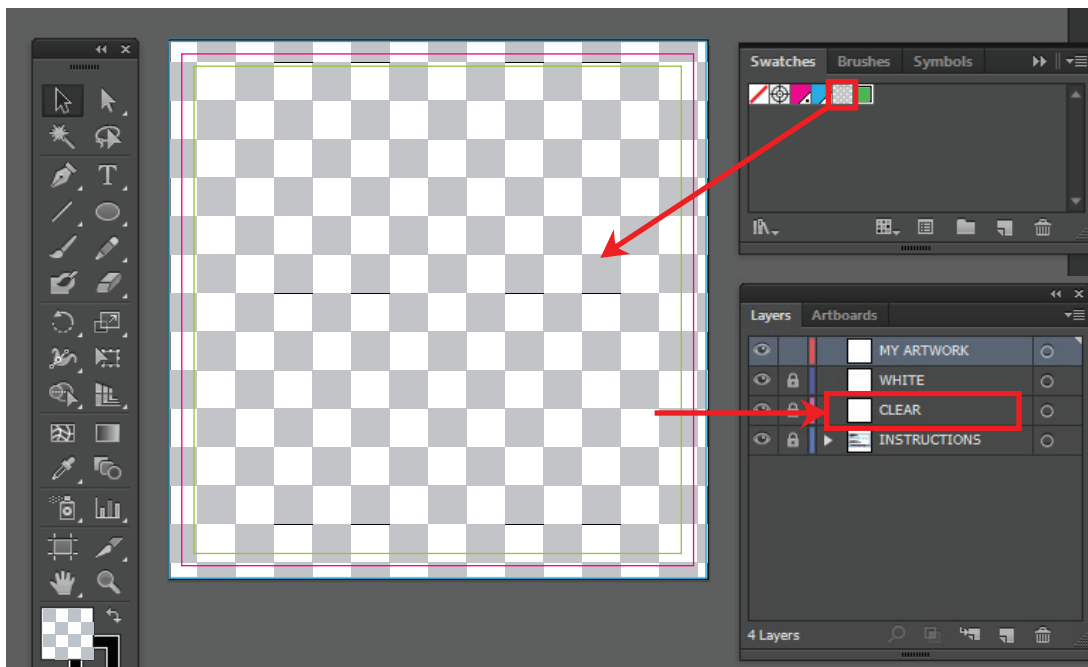 Swatches Brushes Symbols
Layers Artboards
MY ARTWORK
WHITE
CLEAR
INSTRUCTIONS
4 Layers